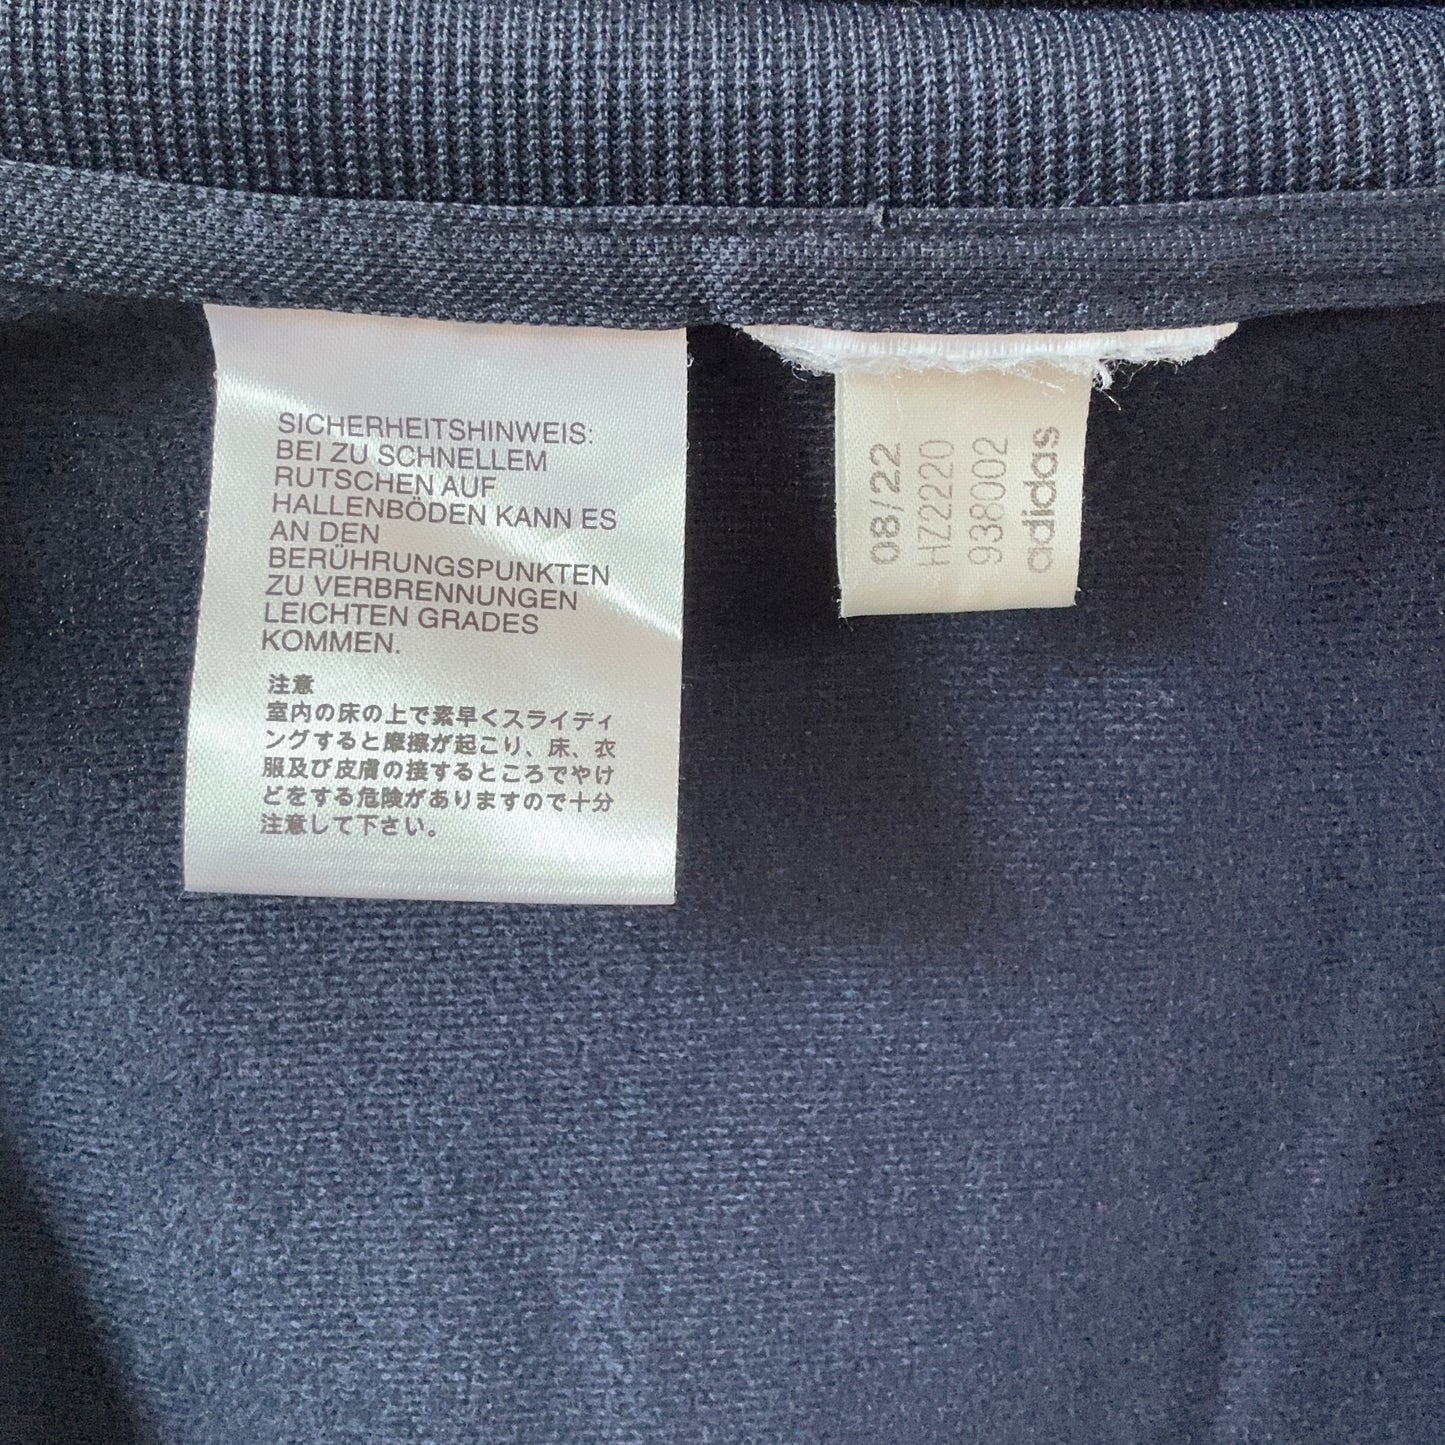 SICHERHEITSHINWEIS:
BEI ZU SCHNELLEM
RUTSCHEN AUF
HALLENBÖDEN KANN ES
AN DEN
BERÜHRUNGSPUNKTEN
ZU VERBRENNUNGEN
LEICHTEN GRADES
KOMMEN.
注意
室内の床の上で素早くスライディ
ングすると摩擦が起こり、床、衣
服及び皮膚の接するところでやけ
どをする危険がありますので十分
注意して下さい。
08/22
HZ2220
938002
adidas